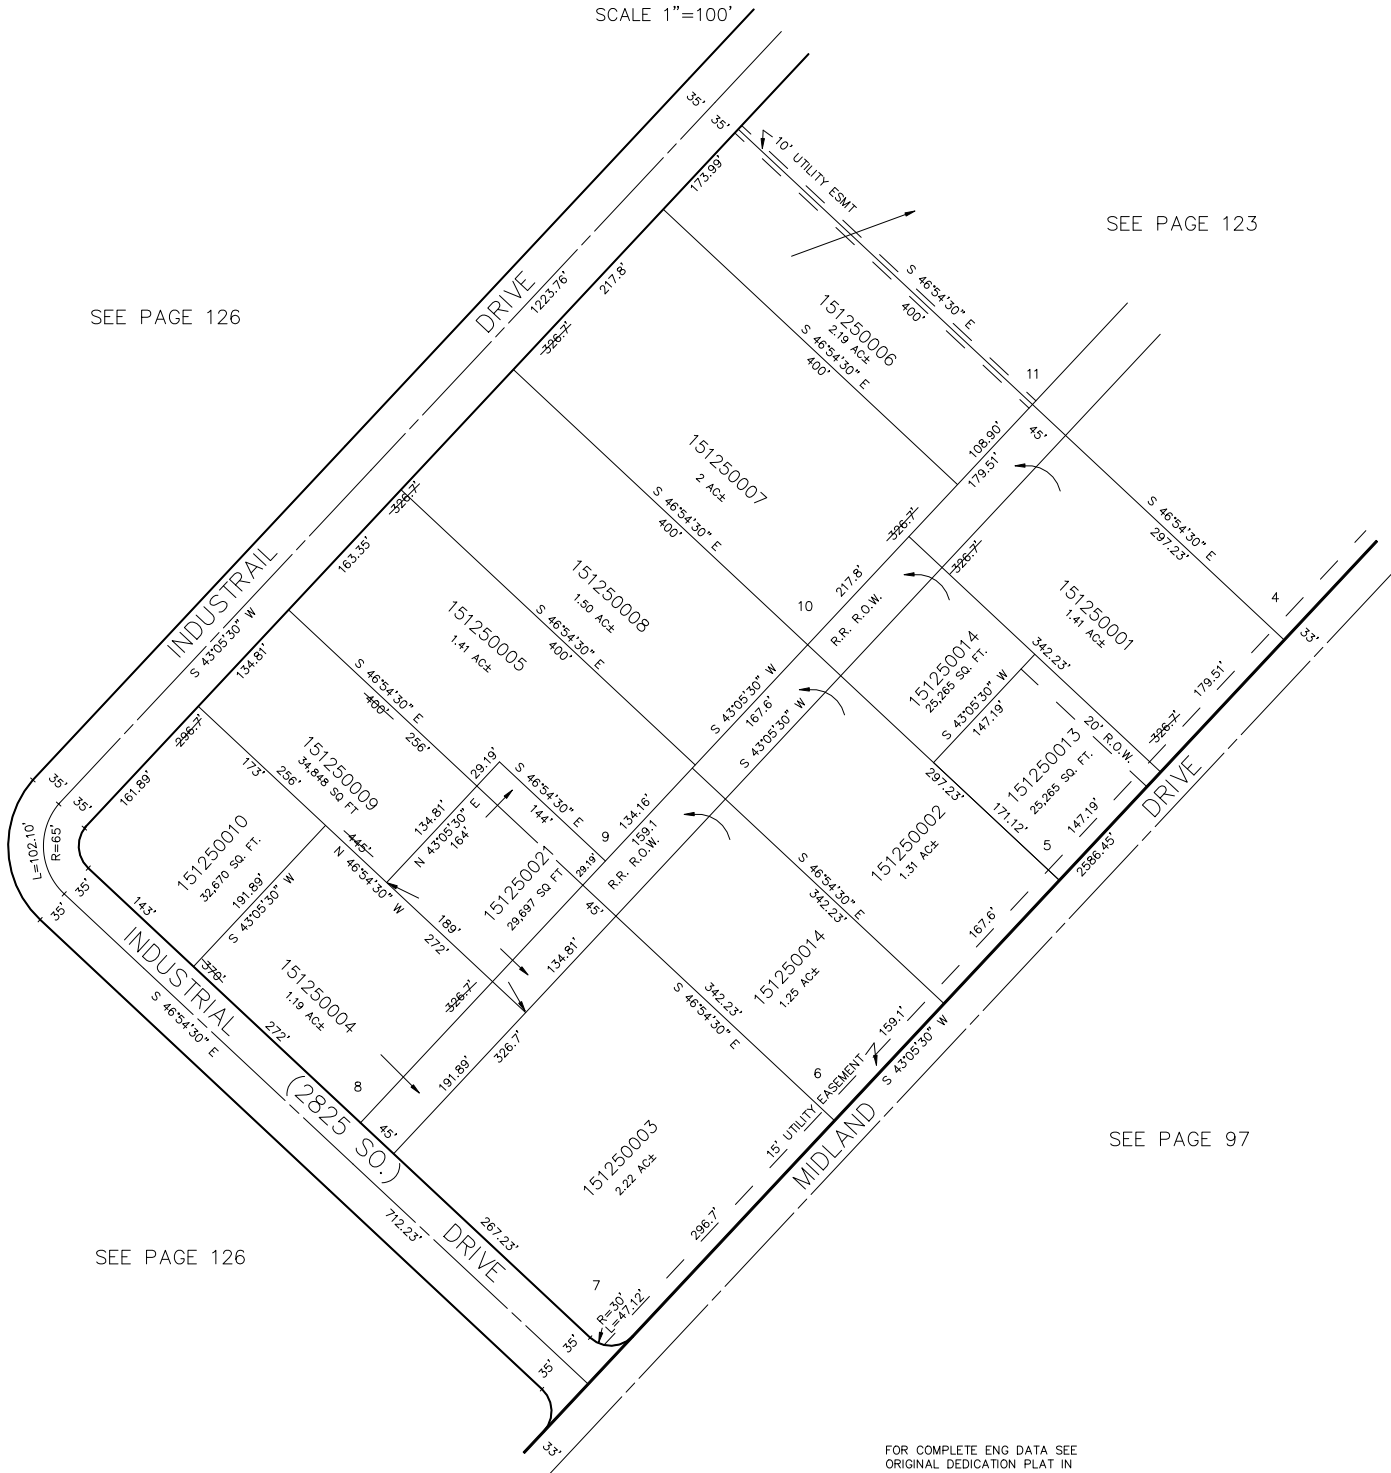 SCALE 1"=100'
35'
35'
10' UTILITY ESMT
173.99'
SEE PAGE 123
SEE PAGE 126
DRIVE
1223.76'
217.8'
326.7'
S 46°54'30" E
400'
151250006
2.19 AC±
S 46°54'30" E
400'
11
45'
108.90'
179.51'
151250007
2 AC±
S 46°54'30" E
400'
326.7'
326.7'
S 46°54'30" E
297.23'
326.7'
163.35'
INDUSTRAIL
S 43°05'30" W
134.81'
151250008
1.50 AC±
S 46°54'30" E
400'
151250005
1.41 AC±
10
217.8'
R.R. R.O.W.
151250001
1.41 AC±
4
33'
342.23'
151250014
25,265 SQ. FT.
S 43°05'30" W
147.19'
179.51'
326.7'
20' R.O.W.
151250013
25,265 SQ. FT.
S 46°54'30" E
400'
256'
S 43°05'30" W
167.6'
S 43°05'30" W
296.7'
173'
256'
151250009
34,848 SQ FT
29.19'
S 46°54'30" E
144'
134.81'
N 43°05'30" E
164'
297.23'
171.12'
147.19'
DRIVE
5
2586.45'
35'
35'
161.89'
L=102.10'
R=65'
35'
35'
151250010
32,670 SQ. FT.
445'
N 46°54'30" W
134.16'
159.1
R.R. R.O.W.
9
29.19'
151250002
1.31 AC±
S 46°54'30" E
342.23'
151250021
29,697 SQ FT
45'
143'
191.89'
S 43°05'30" W
189'
272'
134.81'
167.6'
INDUSTRIAL
370'
151250004
1.19 AC±
326.7'
151250014
1.25 AC±
342.23'
S 46°54'30" E
S 46°54'30" E
272'
191.89'
326.7'
159.1'
S 43°05'30" W
6
15' UTILITY EASEMENT
8
(2825 SO.)
45'
151250003
2.22 AC±
MIDLAND
SEE PAGE 97
712.23'
DRIVE
267.23'
296.7'
SEE PAGE 126
7
R=30'
L=47.12'
35'
35'
33'
FOR COMPLETE ENG DATA SEE
ORIGINAL DEDICATION PLAT IN